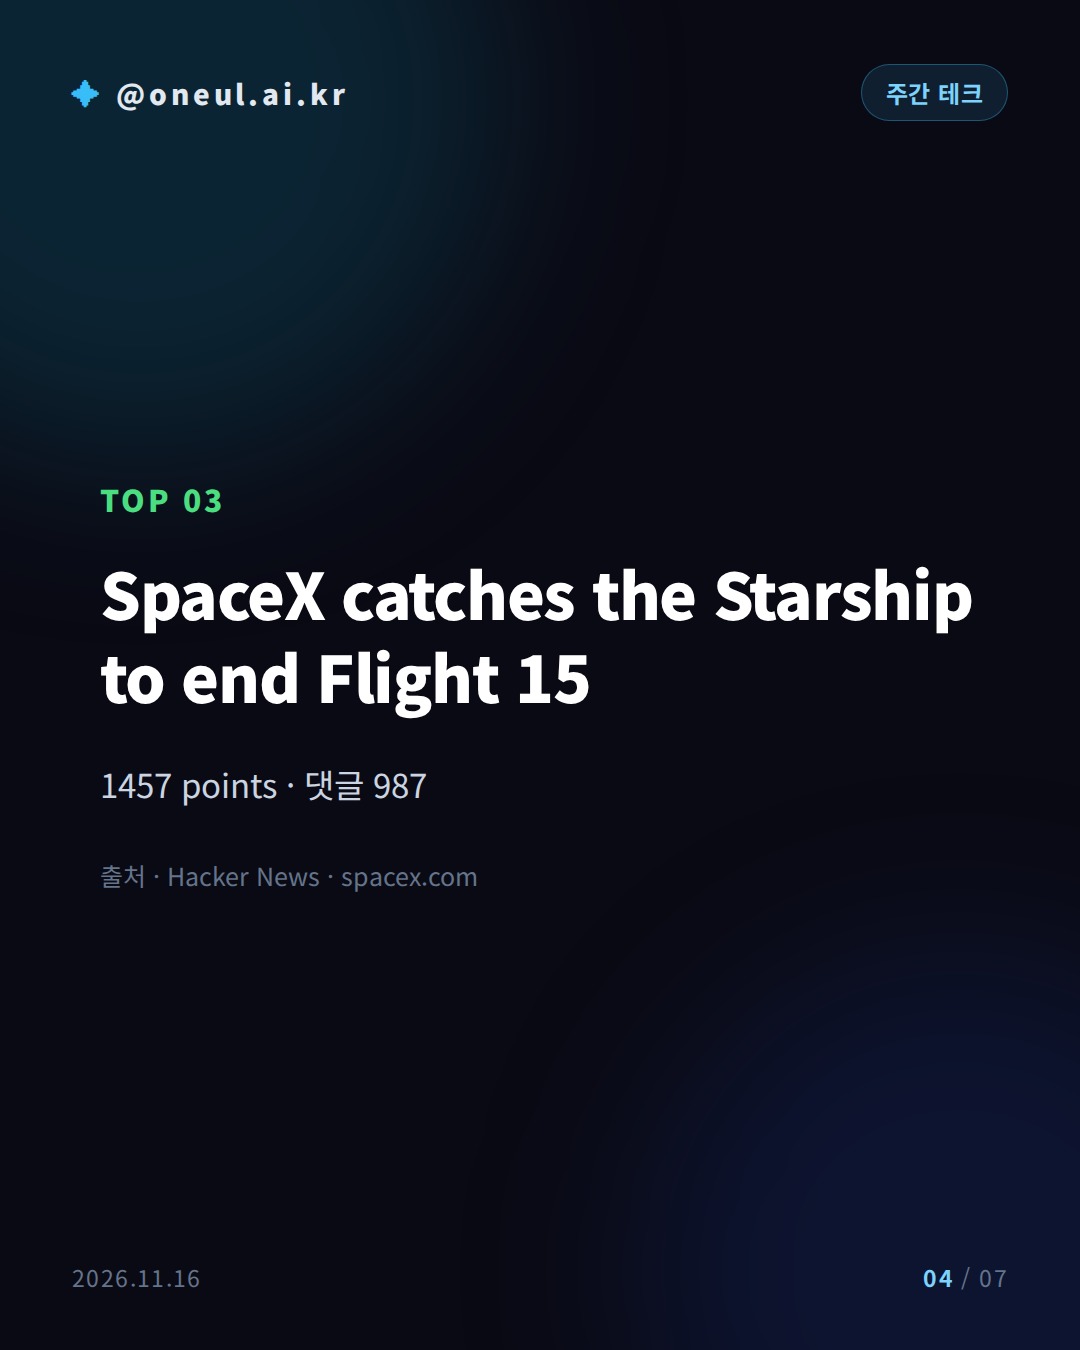 @oneul.ai.kr
주간 테크
TOP 03
SpaceX catches the Starship
to end Flight 15
1457 points · 댓글 987
출처 · Hacker News · spacex.com
2026.11.16
04 / 07